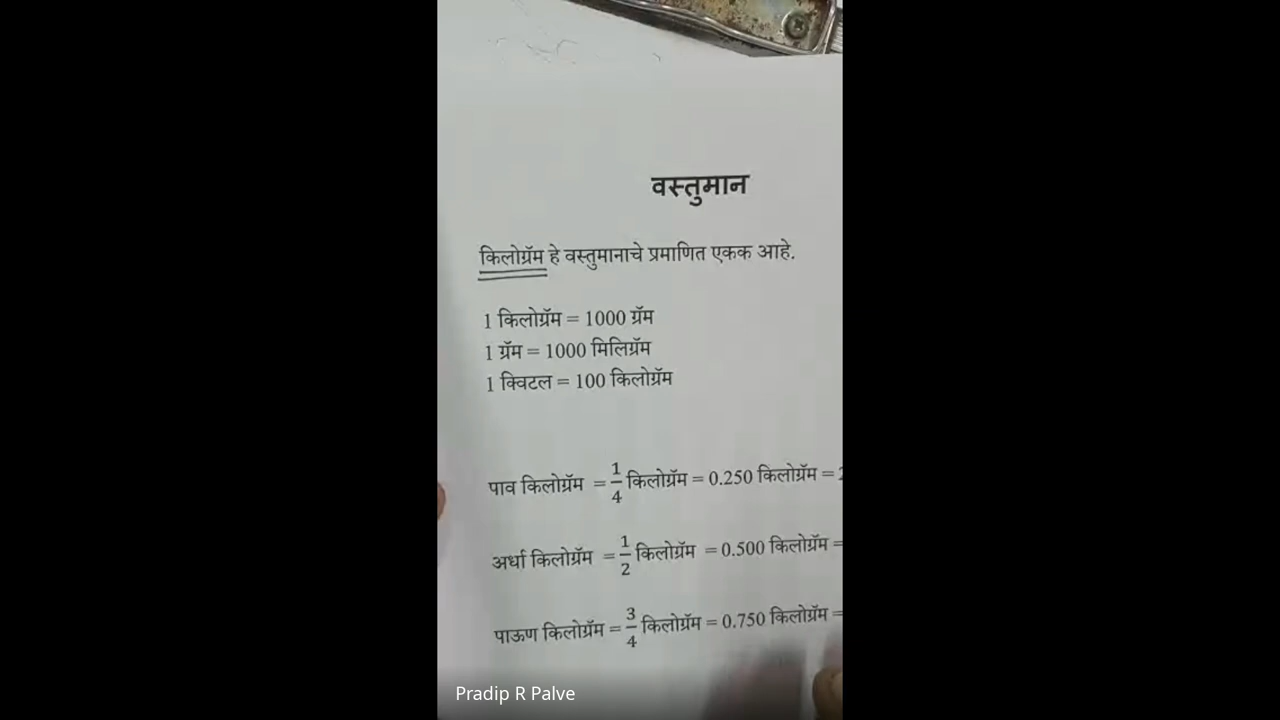 वस्तुमान
किलोग्रॅम हे वस्तुमानाचे प्रमाणित एकक आहे.
1 किलोग्रॅम = 1000 ग्रॅम
1 ग्रॅम = 1000 मिलिग्रॅम
1 क्विटल = 100 किलोग्रॅम
पाव किलोग्रॅम = 1/4 किलोग्रॅम = 0.250 किलोग्रॅम =
अर्धा किलोग्रॅम = 1/2 किलोग्रॅम = 0.500 किलोग्रॅम =
पाऊण किलोग्रॅम = 3/4 किलोग्रॅम = 0.750 किलोग्रॅम =
Pradip R Palve